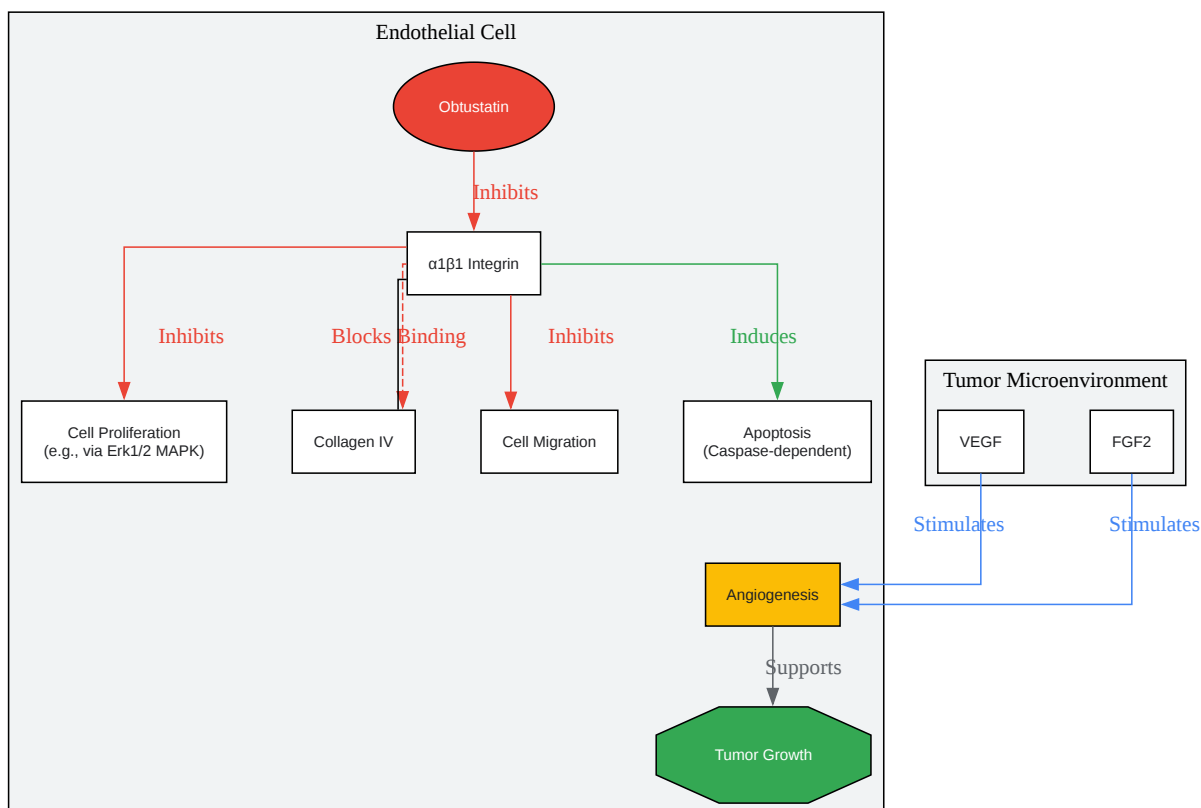 Endothelial Cell
Obtustatin
Inhibits
α1β1 Integrin
Inhibits
Blocks Binding
Inhibits
Induces
Tumor Microenvironment
Cell Proliferation
(e.g., via Erk1/2 MAPK)
Collagen IV
Cell Migration
Apoptosis
(Caspase-dependent)
VEGF
FGF2
Stimulates
Stimulates
Angiogenesis
Supports
Tumor Growth